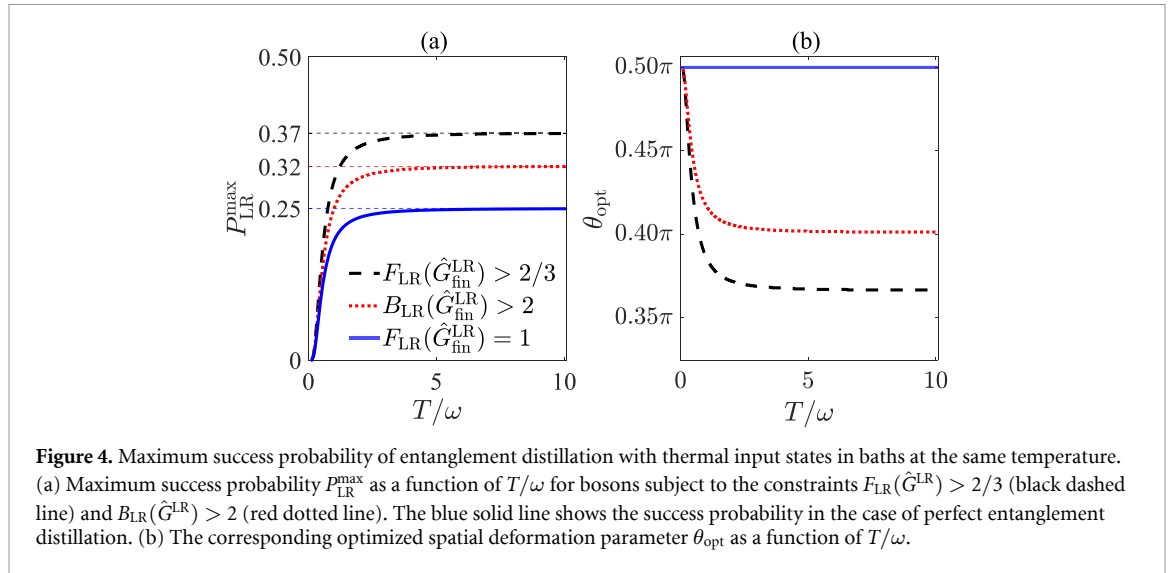 (a)
0.50
0.37
0.32
0.25
0
P_LR^max
F_LR(Ĝ_fin^LR) > 2/3
B_LR(Ĝ_fin^LR) > 2
F_LR(Ĝ_fin^LR) = 1
0
5
10
T/ω
(b)
0.50π
0.45π
0.40π
0.35π
θ_opt
0
5
10
T/ω
Figure 4. Maximum success probability of entanglement distillation with thermal input states in baths at the same temperature.
(a) Maximum success probability P_LR^max as a function of T/ω for bosons subject to the constraints F_LR(Ĝ^LR) > 2/3 (black dashed
line) and B_LR(Ĝ^LR) > 2 (red dotted line). The blue solid line shows the success probability in the case of perfect entanglement
distillation. (b) The corresponding optimized spatial deformation parameter θ_opt as a function of T/ω.